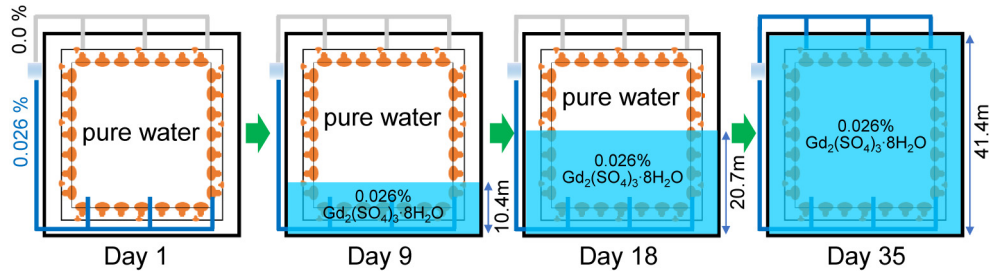 0.0 %
0.026 %
pure water
Day 1
pure water
0.026%
Gd₂(SO₄)₃·8H₂O
10.4m
Day 9
pure water
0.026%
Gd₂(SO₄)₃·8H₂O
20.7m
Day 18
0.026%
Gd₂(SO₄)₃·8H₂O
41.4m
Day 35